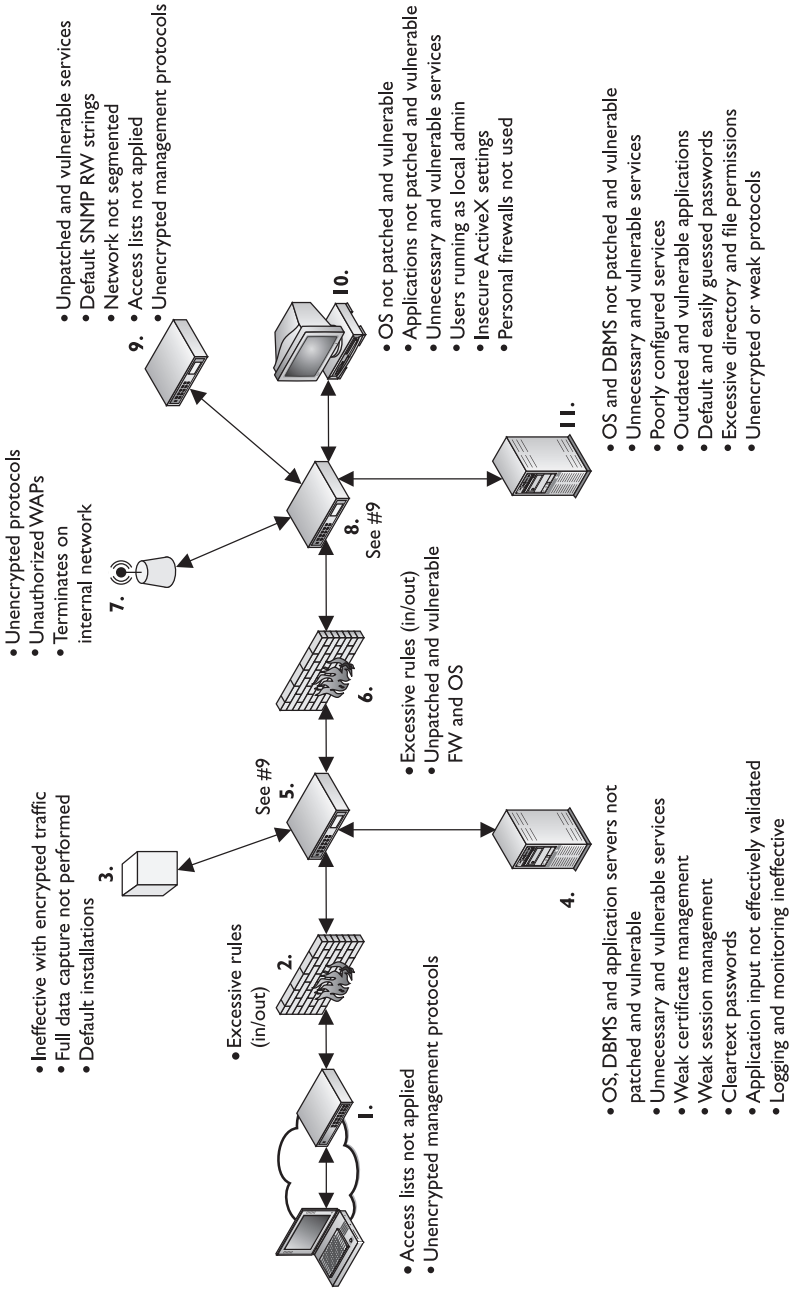 • Access lists not applied
• Unencrypted management protocols
1.
• Excessive rules
(in/out)
2.
• Ineffective with encrypted traffic
• Full data capture not performed
• Default installations
3.
4.
• OS, DBMS and application servers not
patched and vulnerable
• Unnecessary and vulnerable services
• Weak certificate management
• Weak session management
• Cleartext passwords
• Application input not effectively validated
• Logging and monitoring ineffective
See #9
5.
6.
• Excessive rules (in/out)
• Unpatched and vulnerable
FW and OS
• Unencrypted protocols
• Unauthorized WAPs
• Terminates on
internal network
7.
8.
See #9
• Unpatched and vulnerable services
• Default SNMP RW strings
• Network not segmented
• Access lists not applied
• Unencrypted management protocols
9.
10.
• OS not patched and vulnerable
• Applications not patched and vulnerable
• Unnecessary and vulnerable services
• Users running as local admin
• Insecure ActiveX settings
• Personal firewalls not used
11.
• OS and DBMS not patched and vulnerable
• Unnecessary and vulnerable services
• Poorly configured services
• Outdated and vulnerable applications
• Default and easily guessed passwords
• Excessive directory and file permissions
• Unencrypted or weak protocols